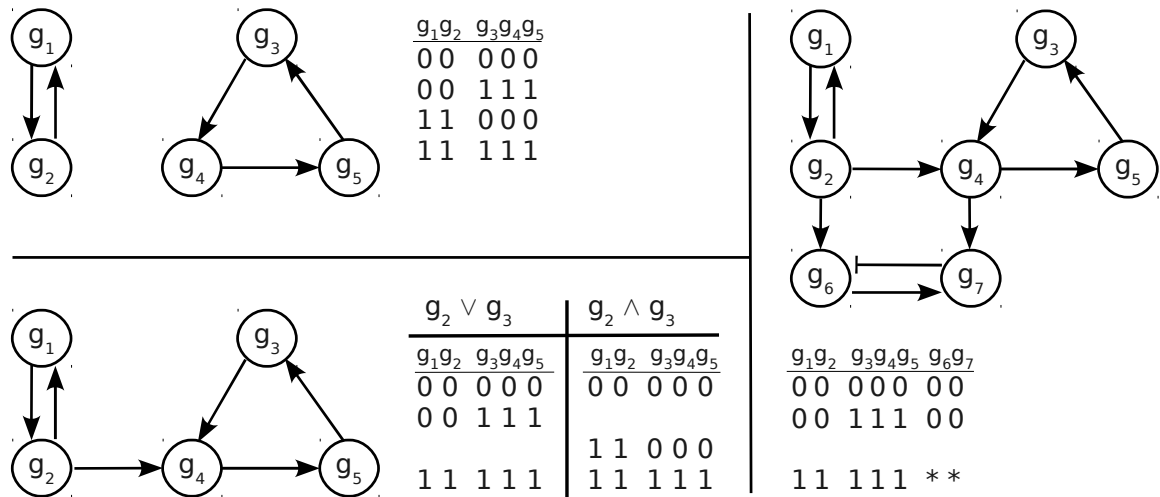 g1
g2
g3
g4
g5
g1g2 g3g4g5
0 0 0 0 0
0 0 1 1 1
1 1 0 0 0
1 1 1 1 1
g1
g2
g3
g4
g5
g2 ∨ g3
g1g2 g3g4g5
0 0 0 0 0
0 0 1 1 1
1 1 1 1 1
g2 ∧ g3
g1g2 g3g4g5
0 0 0 0 0
1 1 0 0 0
1 1 1 1 1
g1
g2
g3
g4
g5
g6
g7
g1g2 g3g4g5 g6g7
0 0 0 0 0 0 0
0 0 1 1 1 0 0
1 1 1 1 1 * *